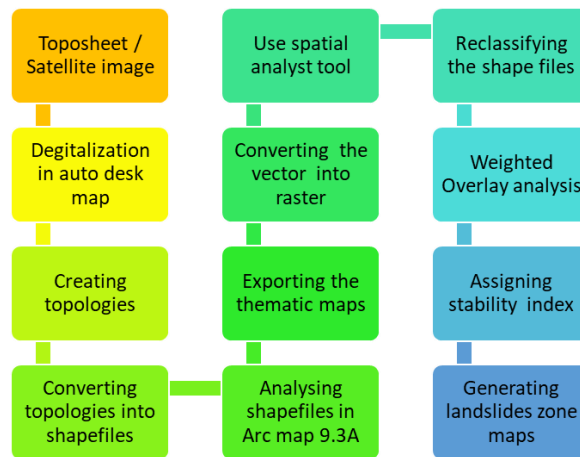 Toposheet /
Satellite image
Degitalization
in auto desk
map
Creating
topologies
Converting
topologies into
shapefiles
Analysing
shapefiles in
Arc map 9.3A
Exporting the
thematic maps
Converting the
vector into
raster
Use spatial
analyst tool
Reclassifying
the shape files
Weighted
Overlay analysis
Assigning
stability index
Generating
landslides zone
maps